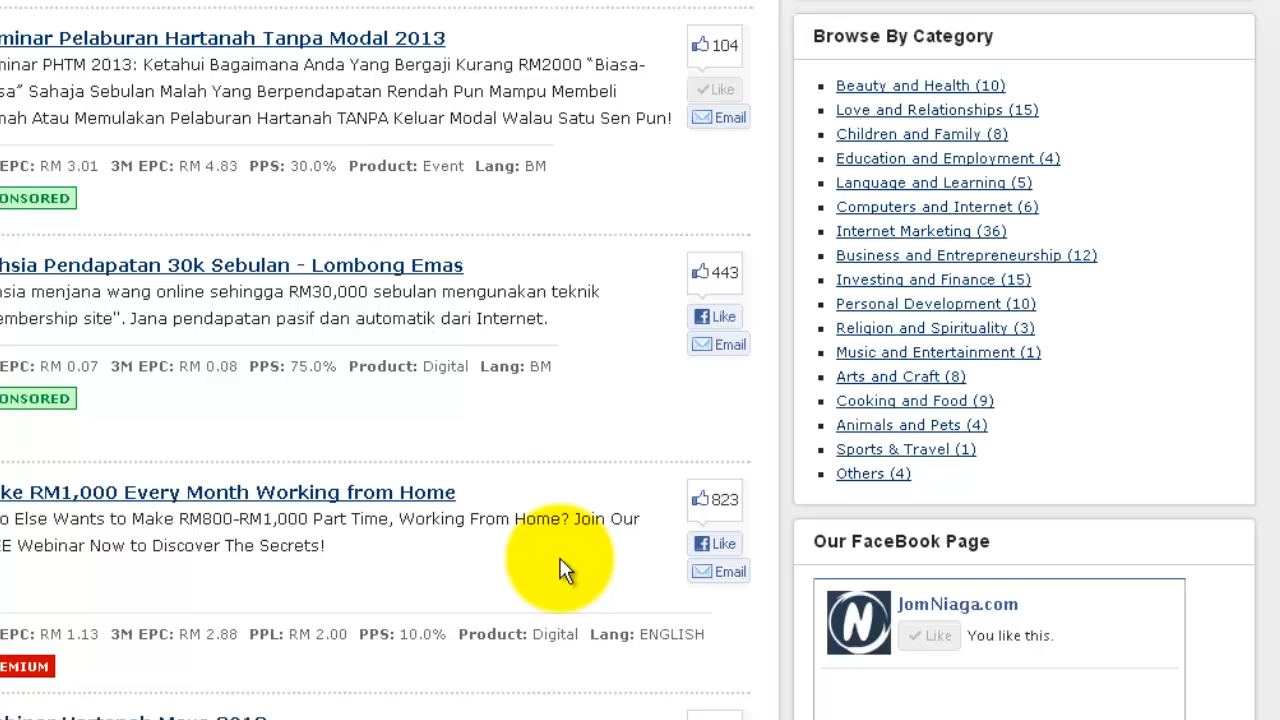 minar Pelaburan Hartanah Tanpa Modal 2013
minar PHTM 2013: Ketahui Bagaimana Anda Yang Bergaji Kurang RM2000 "Biasa-
sa" Sahaja Sebulan Malah Yang Berpendapatan Rendah Pun Mampu Membeli
mah Atau Memulakan Pelaburan Hartanah TANPA Keluar Modal Walau Satu Sen Pun!
104
Like
Email
EPC: RM 3.01 3M EPC: RM 4.83 PPS: 30.0% Product: Event Lang: BM
ONSORED
hsia Pendapatan 30k Sebulan - Lombong Emas
nsia menjana wang online sehingga RM30,000 sebulan mengunakan teknik
embership site". Jana pendapatan pasif dan automatik dari Internet.
443
Like
Email
EPC: RM 0.07 3M EPC: RM 0.08 PPS: 75.0% Product: Digital Lang: BM
ONSORED
ke RM1,000 Every Month Working from Home
o Else Wants to Make RM800-RM1,000 Part Time, Working From Home? Join Our
E Webinar Now to Discover The Secrets!
823
Like
Email
EPC: RM 1.13 3M EPC: RM 2.88 PPL: RM 2.00 PPS: 10.0% Product: Digital Lang: ENGLISH
EMIUM
Browse By Category
Beauty and Health (10)
Love and Relationships (15)
Children and Family (8)
Education and Employment (4)
Language and Learning (5)
Computers and Internet (6)
Internet Marketing (36)
Business and Entrepreneurship (12)
Investing and Finance (15)
Personal Development (10)
Religion and Spirituality (3)
Music and Entertainment (1)
Arts and Craft (8)
Cooking and Food (9)
Animals and Pets (4)
Sports & Travel (1)
Others (4)
Our FaceBook Page
N
JomNiaga.com
Like You like this.